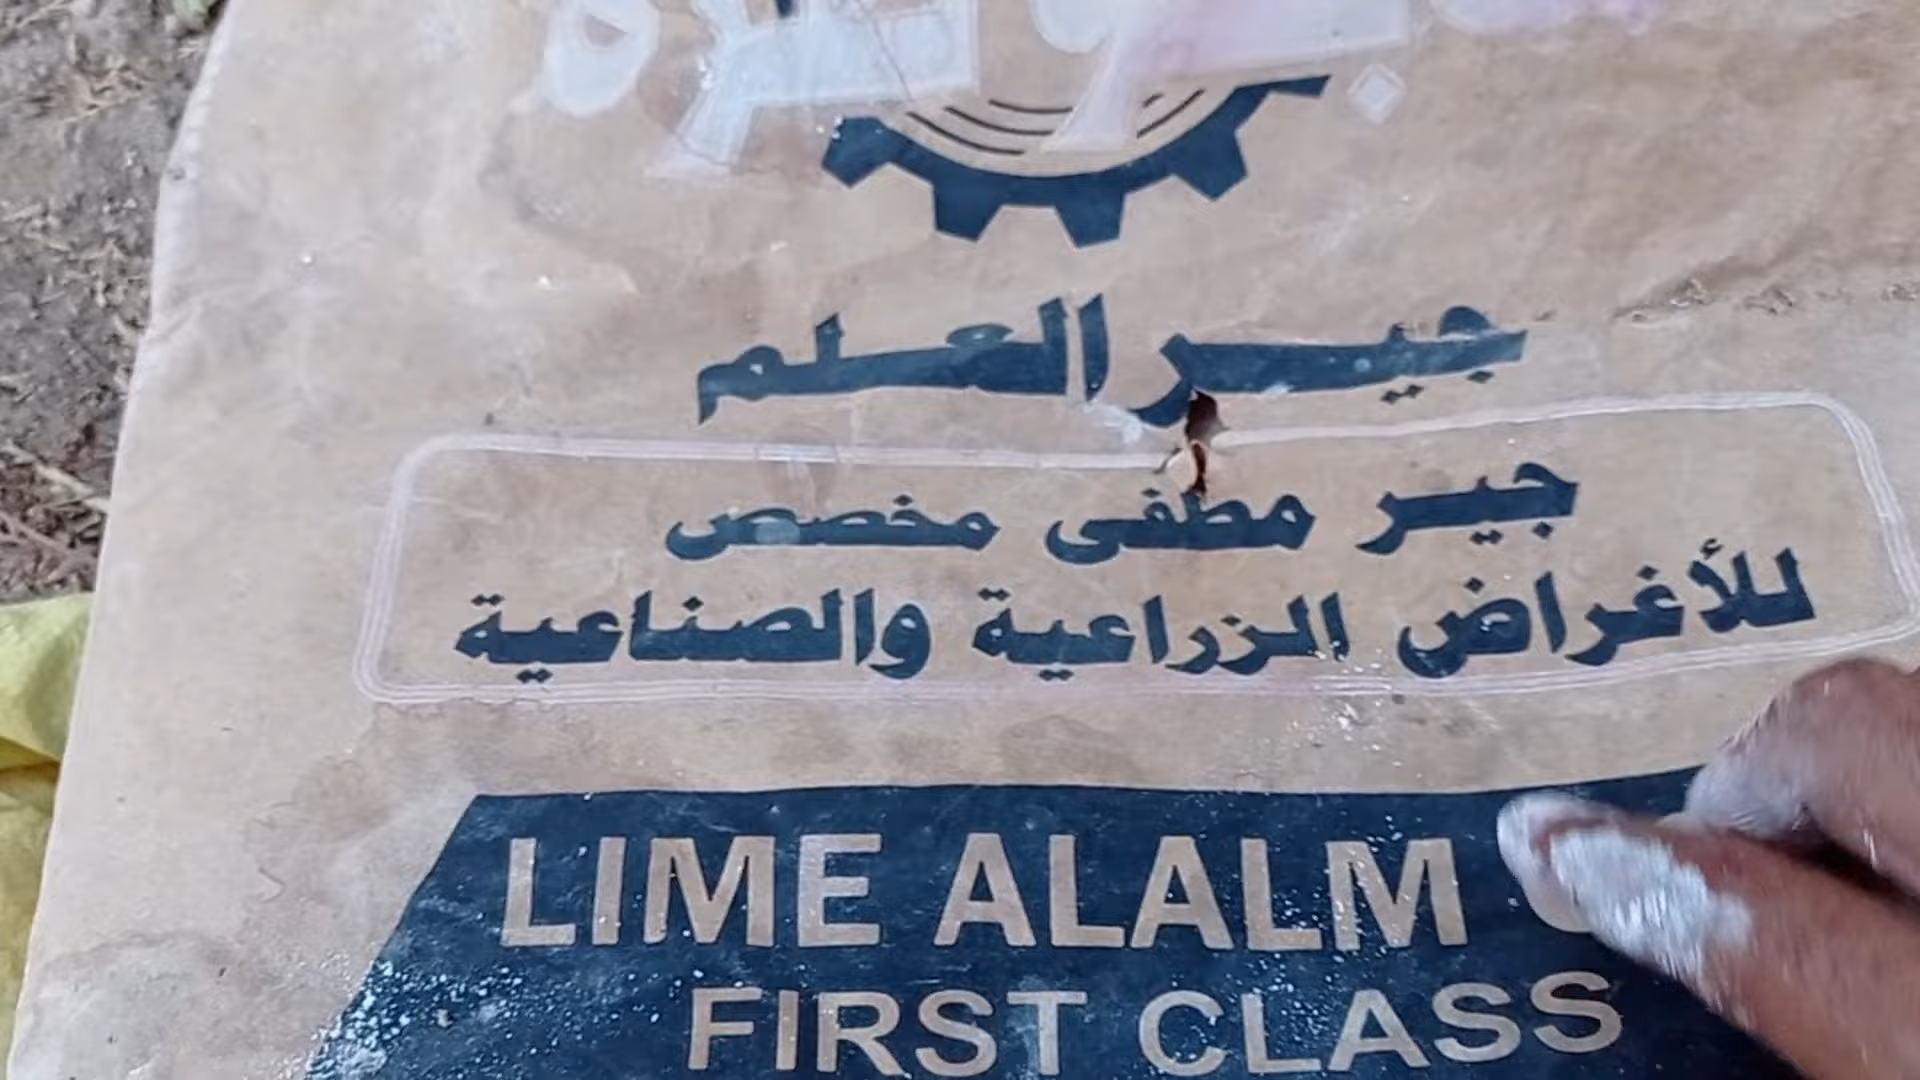 جير العلم
جير مطفى مخصص
للأغراض الزراعية والصناعية
LIME ALALM
FIRST CLASS